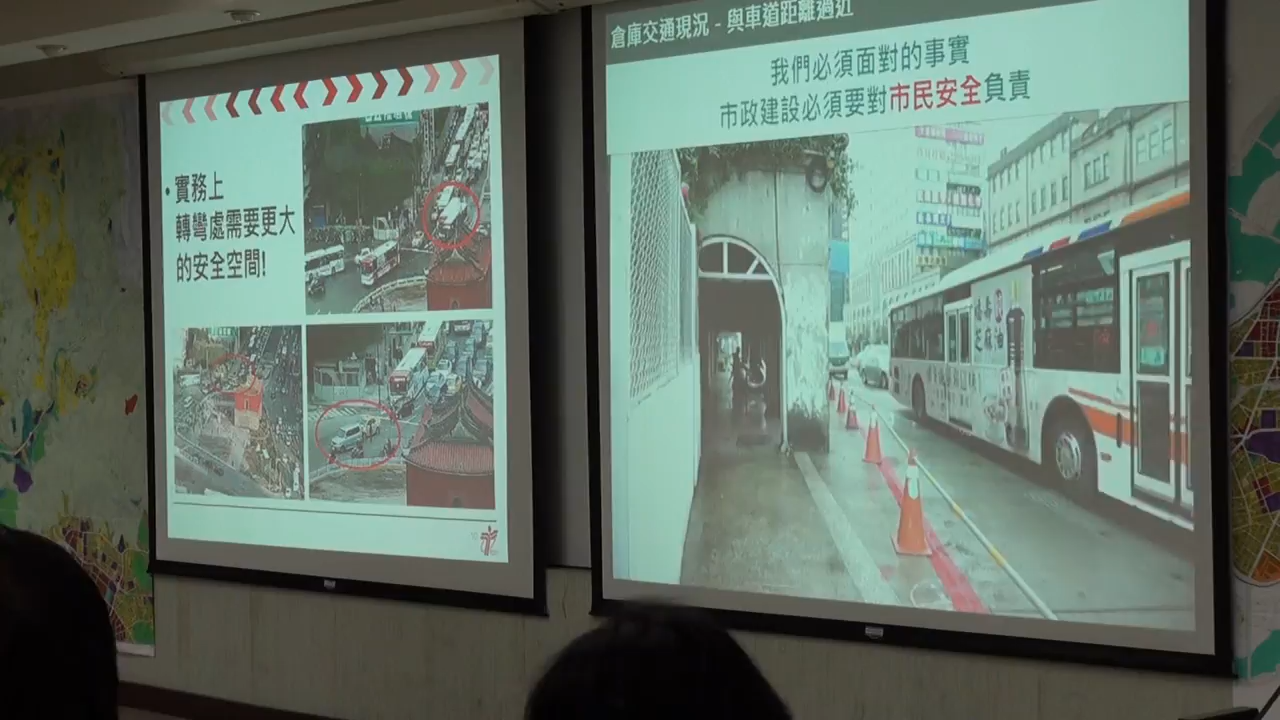 • 實務上
轉彎處需要更大
的安全空間!
倉庫交通現況 - 與車道距離過近
我們必須面對的事實
市政建設必須要對市民安全負責